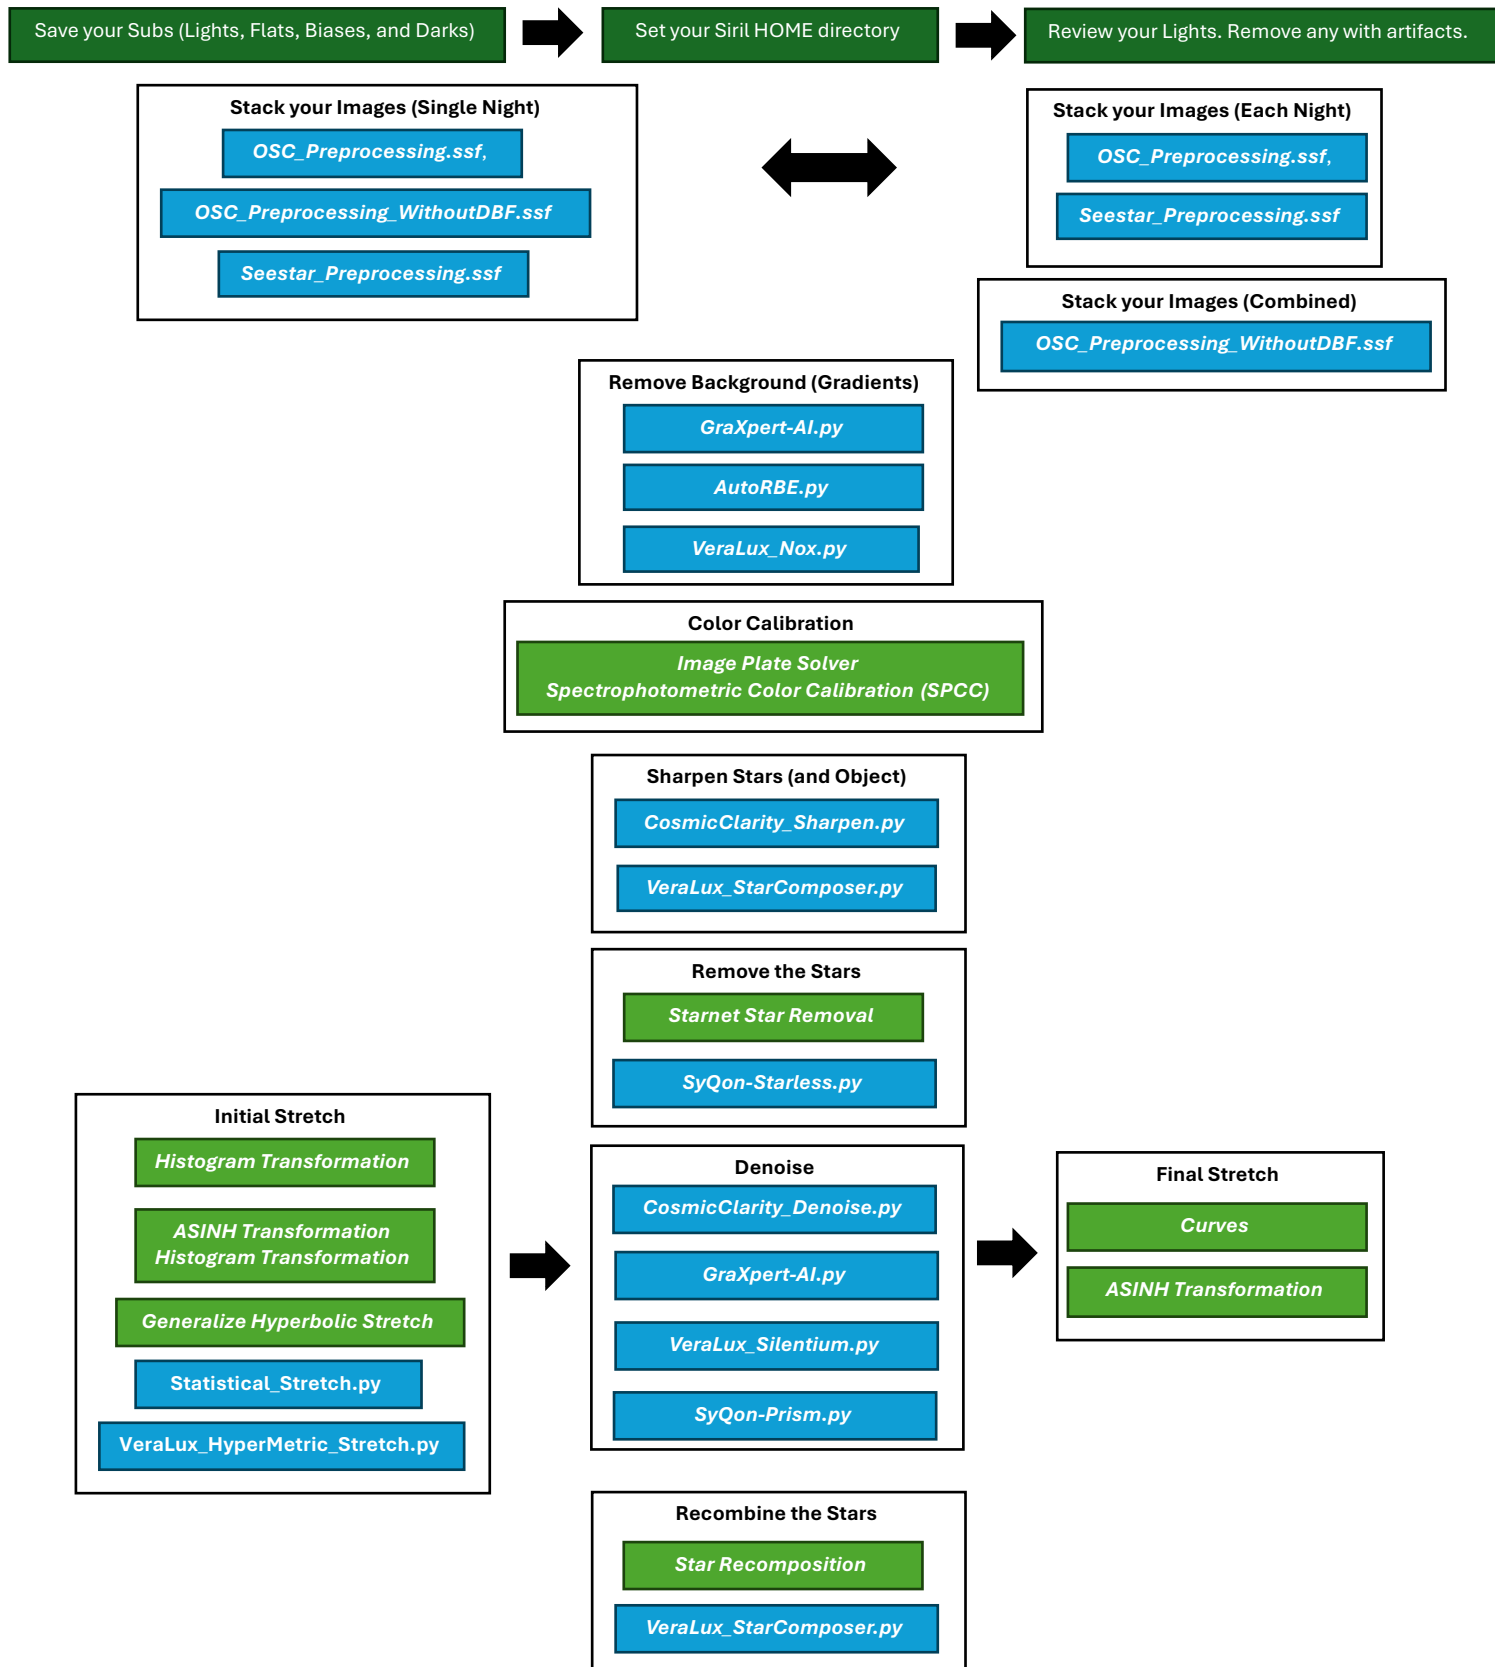 Save your Subs (Lights, Flats, Biases, and Darks)
Set your Siril HOME directory
Review your Lights. Remove any with artifacts.
Stack your Images (Single Night)
OSC_Preprocessing.ssf,
OSC_Preprocessing_WithoutDBF.ssf
Seestar_Preprocessing.ssf
Stack your Images (Each Night)
OSC_Preprocessing.ssf,
Seestar_Preprocessing.ssf
Stack your Images (Combined)
OSC_Preprocessing_WithoutDBF.ssf
Remove Background (Gradients)
GraXpert-AI.py
AutoRBE.py
VeraLux_Nox.py
Color Calibration
Image Plate Solver
Spectrophotometric Color Calibration (SPCC)
Sharpen Stars (and Object)
CosmicClarity_Sharpen.py
VeraLux_StarComposer.py
Remove the Stars
Starnet Star Removal
SyQon-Starless.py
Initial Stretch
Histogram Transformation
ASINH Transformation
Histogram Transformation
Generalize Hyperbolic Stretch
Statistical_Stretch.py
VeraLux_HyperMetric_Stretch.py
Denoise
CosmicClarity_Denoise.py
GraXpert-AI.py
VeraLux_Silentium.py
SyQon-Prism.py
Final Stretch
Curves
ASINH Transformation
Recombine the Stars
Star Recomposition
VeraLux_StarComposer.py